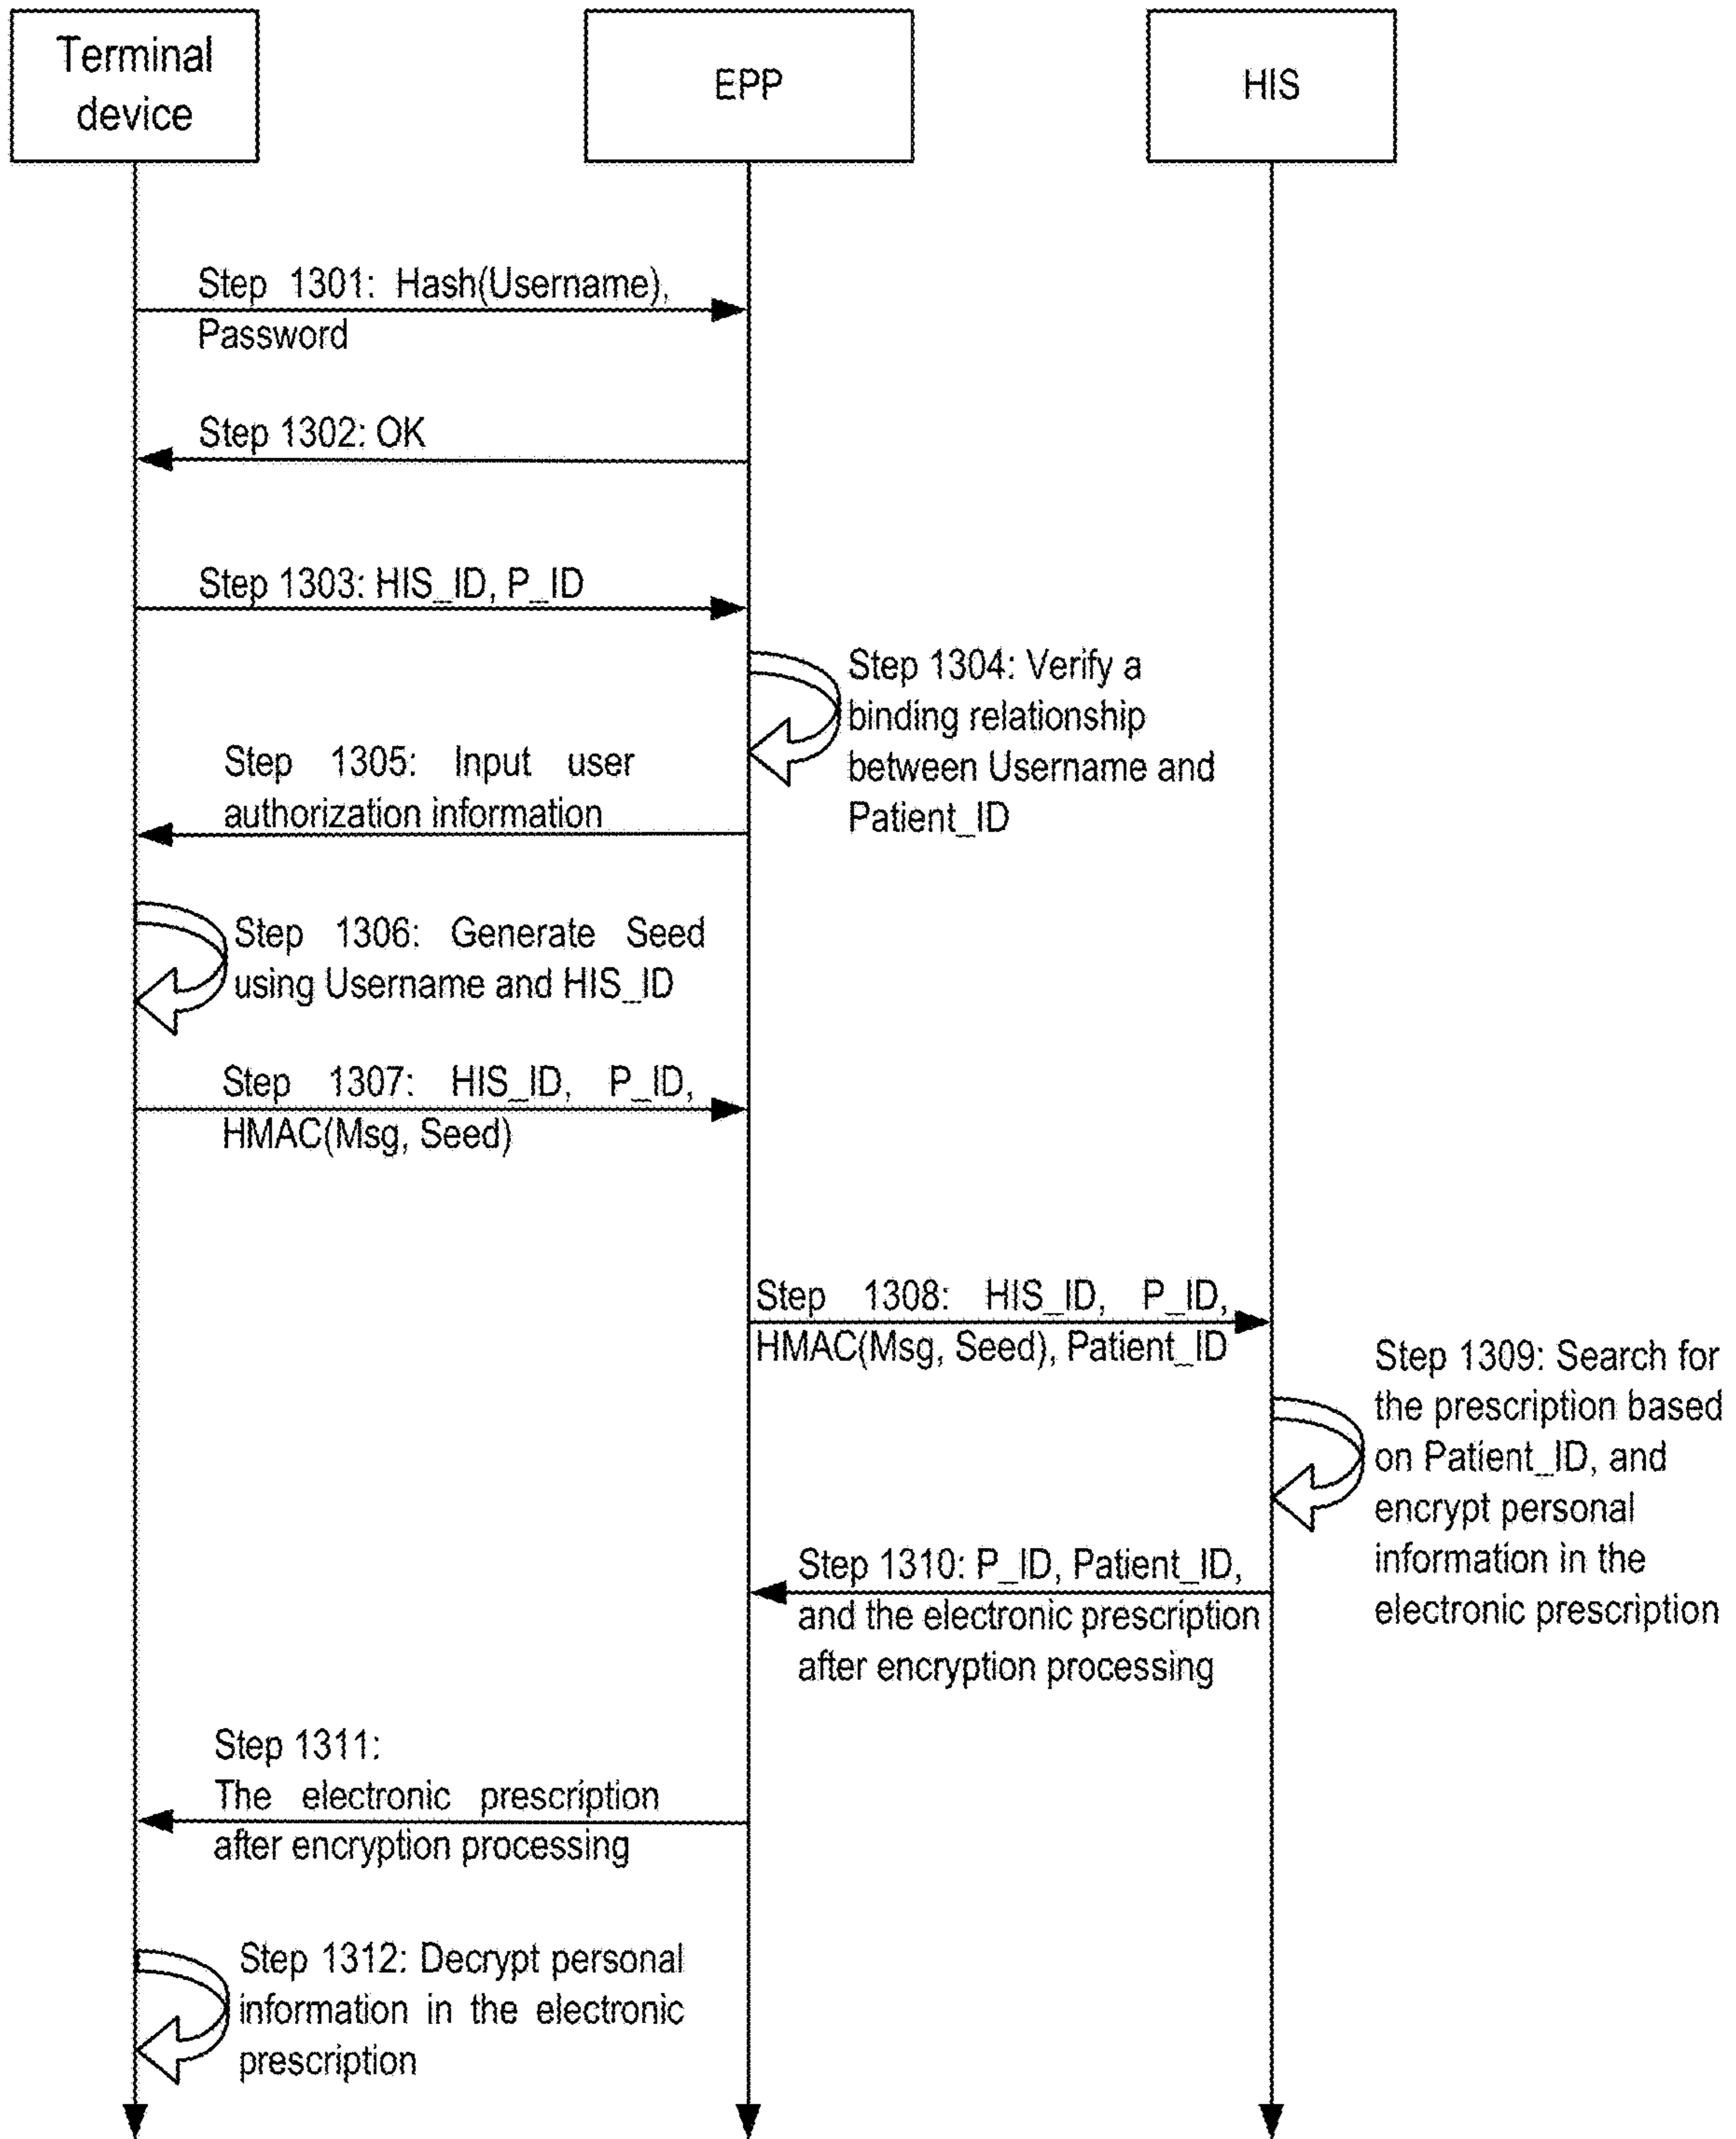 Terminal
device
EPP
HIS
Step 1301: Hash(Username),
Password
Step 1302: OK
Step 1303: HIS_ID, P_ID
Step 1304: Verify a
binding relationship
between Username and
Patient_ID
Step 1305: Input user
authorization information
Step 1306: Generate Seed
using Username and HIS_ID
Step 1307: HIS_ID, P_ID,
HMAC(Msg, Seed)
Step 1308: HIS_ID, P_ID,
HMAC(Msg, Seed), Patient_ID
Step 1309: Search for
the prescription based
on Patient_ID, and
encrypt personal
information in the
electronic prescription
Step 1310: P_ID, Patient_ID,
and the electronic prescription
after encryption processing
Step 1311:
The electronic prescription
after encryption processing
Step 1312: Decrypt personal
information in the electronic
prescription